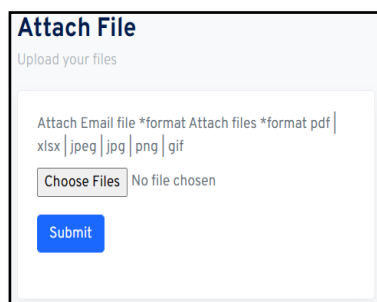 Attach File
Upload your files
Attach Email file *format Attach files *format pdf |
xlsx | jpeg | jpg | png | gif
Choose Files No file chosen
Submit